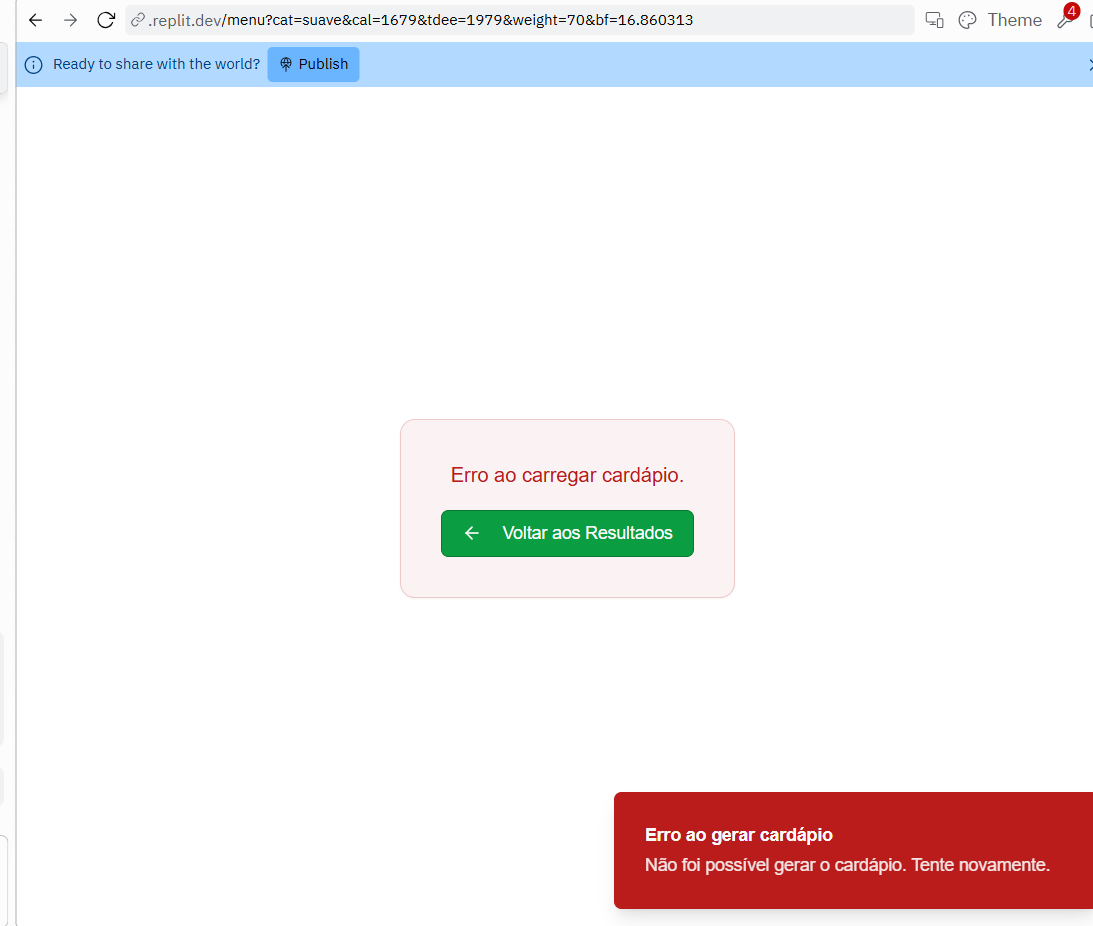 .replit.dev/menu?cat=suave&cal=1679&tdee=1979&weight=70&bf=16.860313
Theme
4
Ready to share with the world?
Publish
Erro ao carregar cardápio.
Voltar aos Resultados
Erro ao gerar cardápio
Não foi possível gerar o cardápio. Tente novamente.